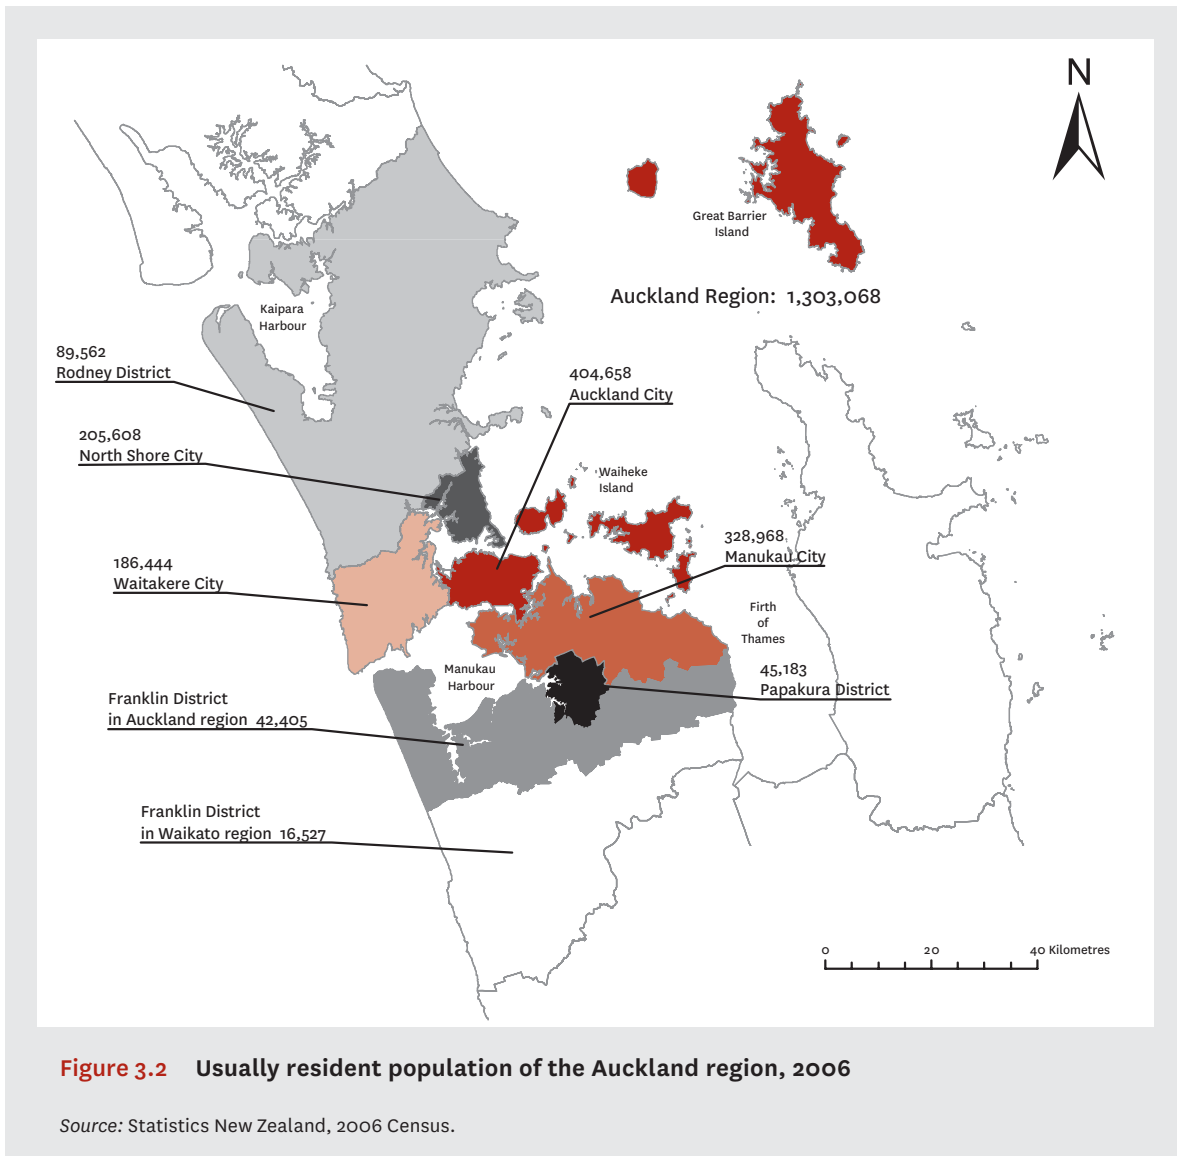 N
Great Barrier
Island
Auckland Region: 1,303,068
Kaipara
Harbour
89,562
Rodney District
404,658
Auckland City
205,608
North Shore City
Waiheke
Island
328,968
Manukau City
186,444
Waitakere City
Firth
of
Thames
Manukau
Harbour
45,183
Papakura District
Franklin District
in Auckland region 42,405
Franklin District
in Waikato region 16,527
0 20 40 Kilometres
Figure 3.2 Usually resident population of the Auckland region, 2006
Source: Statistics New Zealand, 2006 Census.